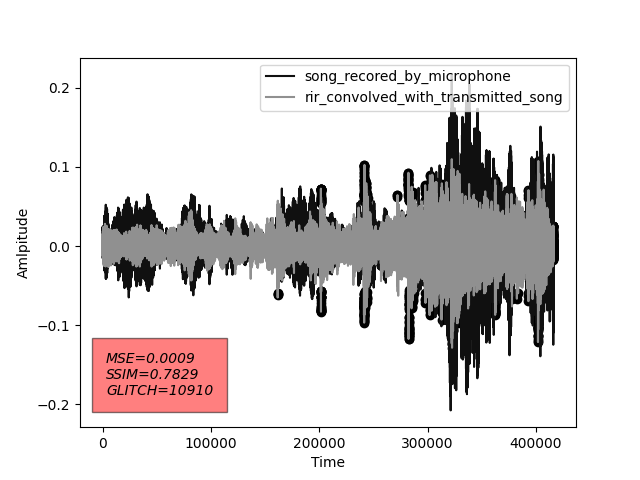 song_recored_by_microphone
rir_convolved_with_transmitted_song
0.2
0.1
0.0
−0.1
−0.2
Amlpitude
MSE=0.0009
SSIM=0.7829
GLITCH=10910
0 100000 200000 300000 400000
Time